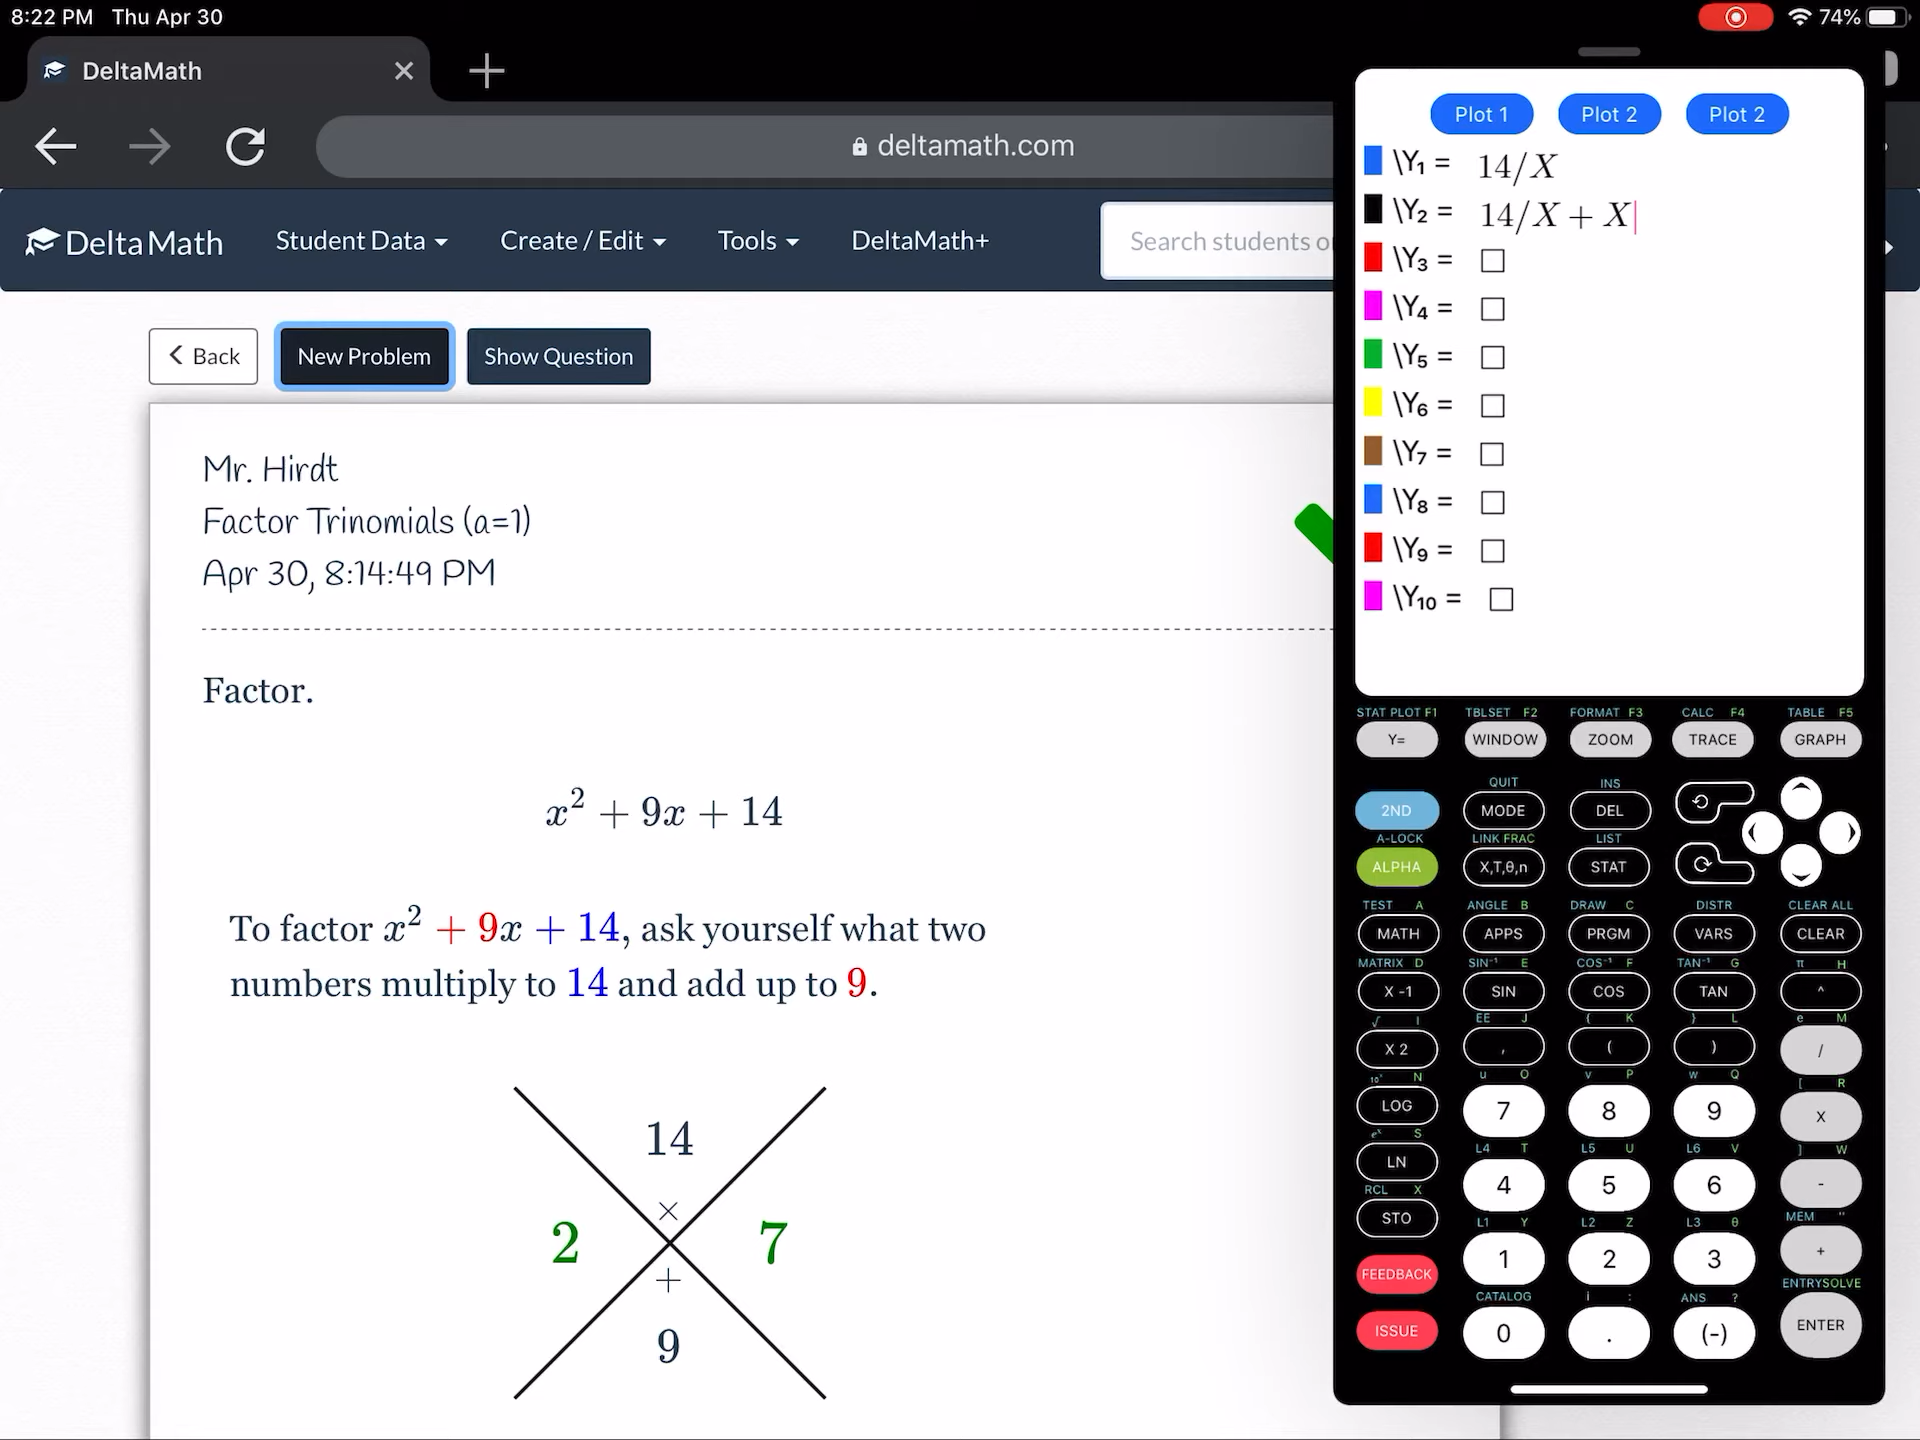 8:22 PM Thu Apr 30
74%
DeltaMath
deltamath.com
DeltaMath Student Data Create / Edit Tools DeltaMath+ Search students o
Back New Problem Show Question
Mr. Hirdt
Factor Trinomials (a=1)
Apr 30, 8:14:49 PM
Factor.
x² + 9x + 14
To factor x² + 9x + 14, ask yourself what two
numbers multiply to 14 and add up to 9.
14
×
2 7
+
9
Plot 1 Plot 2 Plot 2
\Y₁ = 14/X
\Y₂ = 14/X + X
\Y₃ =
\Y₄ =
\Y₅ =
\Y₆ =
\Y₇ =
\Y₈ =
\Y₉ =
\Y₁₀ =
STAT PLOT F1 TBLSET F2 FORMAT F3 CALC F4 TABLE F5
Y= WINDOW ZOOM TRACE GRAPH
QUIT INS
2ND MODE DEL
A-LOCK LINK FRAC LIST
ALPHA X,T,θ,n STAT
TEST A ANGLE B DRAW C DISTR CLEAR ALL
MATH APPS PRGM VARS CLEAR
MATRIX D SIN⁻¹ E COS⁻¹ F TAN⁻¹ G π H
X -1 SIN COS TAN ^
√ I EE J { K } L e M
X 2 , ( ) /
10ˣ N u O v P w Q [ R
LOG 7 8 9 X
eˣ S L4 T L5 U L6 V ] W
LN 4 5 6 -
RCL X L1 Y L2 Z L3 θ MEM "
STO 1 2 3 +
FEEDBACK CATALOG i : ANS ? ENTRY SOLVE
ISSUE 0 . (-) ENTER